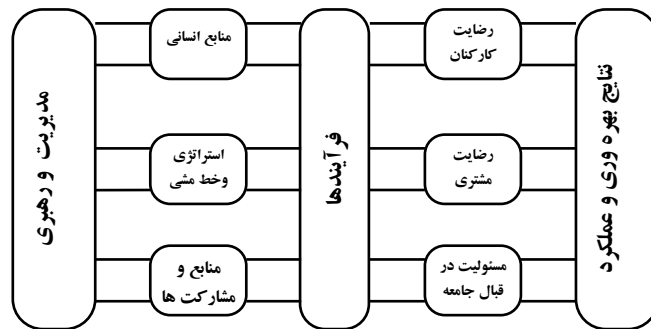 مدیریت و رهبری
منابع انسانی
استراتژی
وخط مشی
منابع و
مشارکت ها
فرآیندها
رضایت
کارکنان
رضایت
مشتری
مسئولیت در
قبال جامعه
نتایج بهره وری و عملکرد